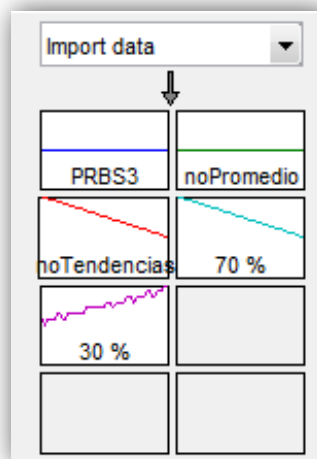 Import data
PRBS3
noPromedio
noTendencias
70 %
30 %